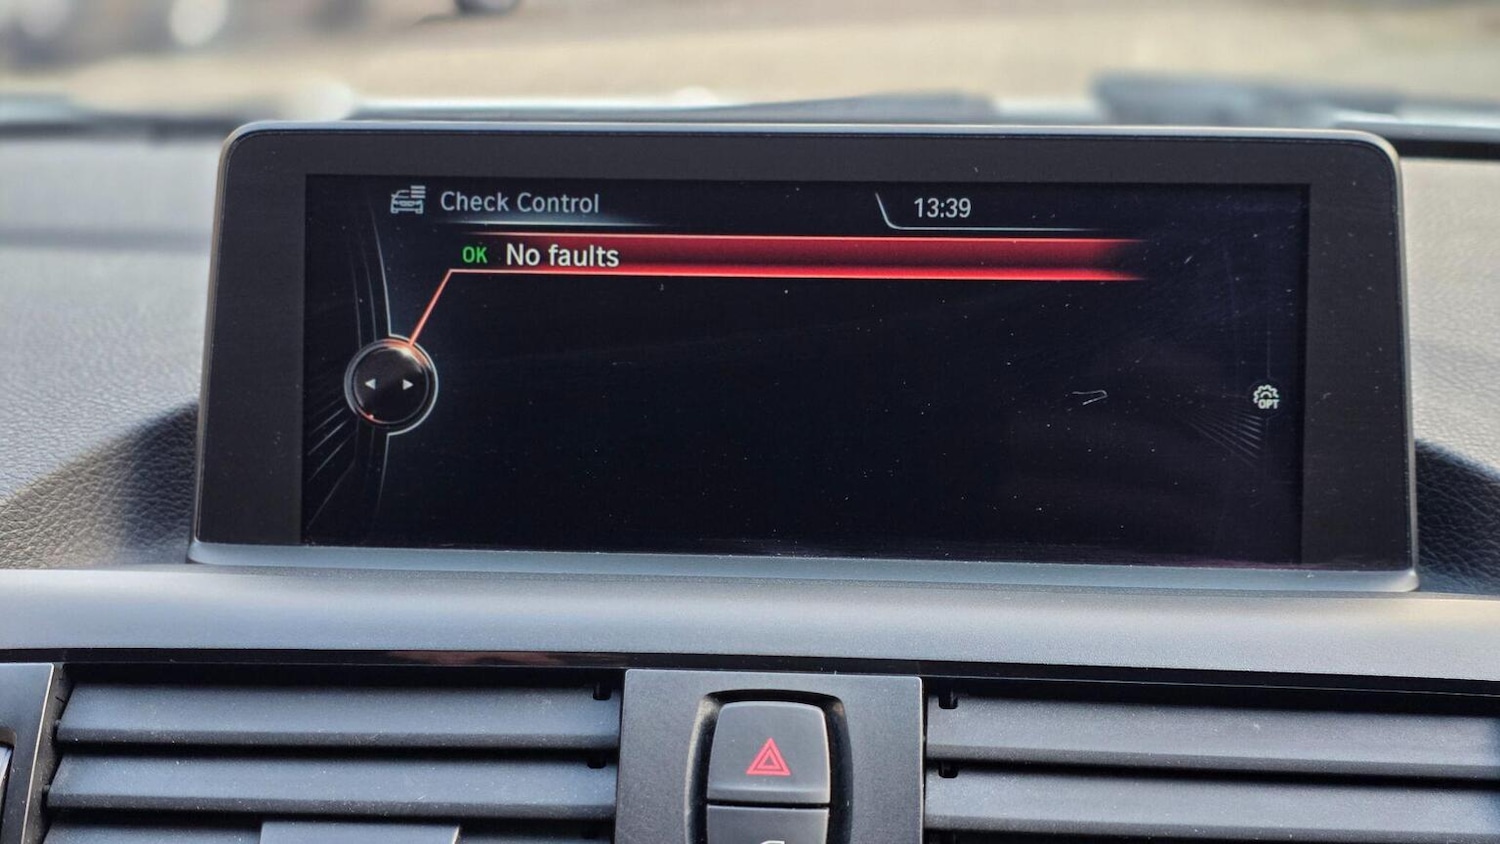 Check Control
13:39
OK No faults
OPT